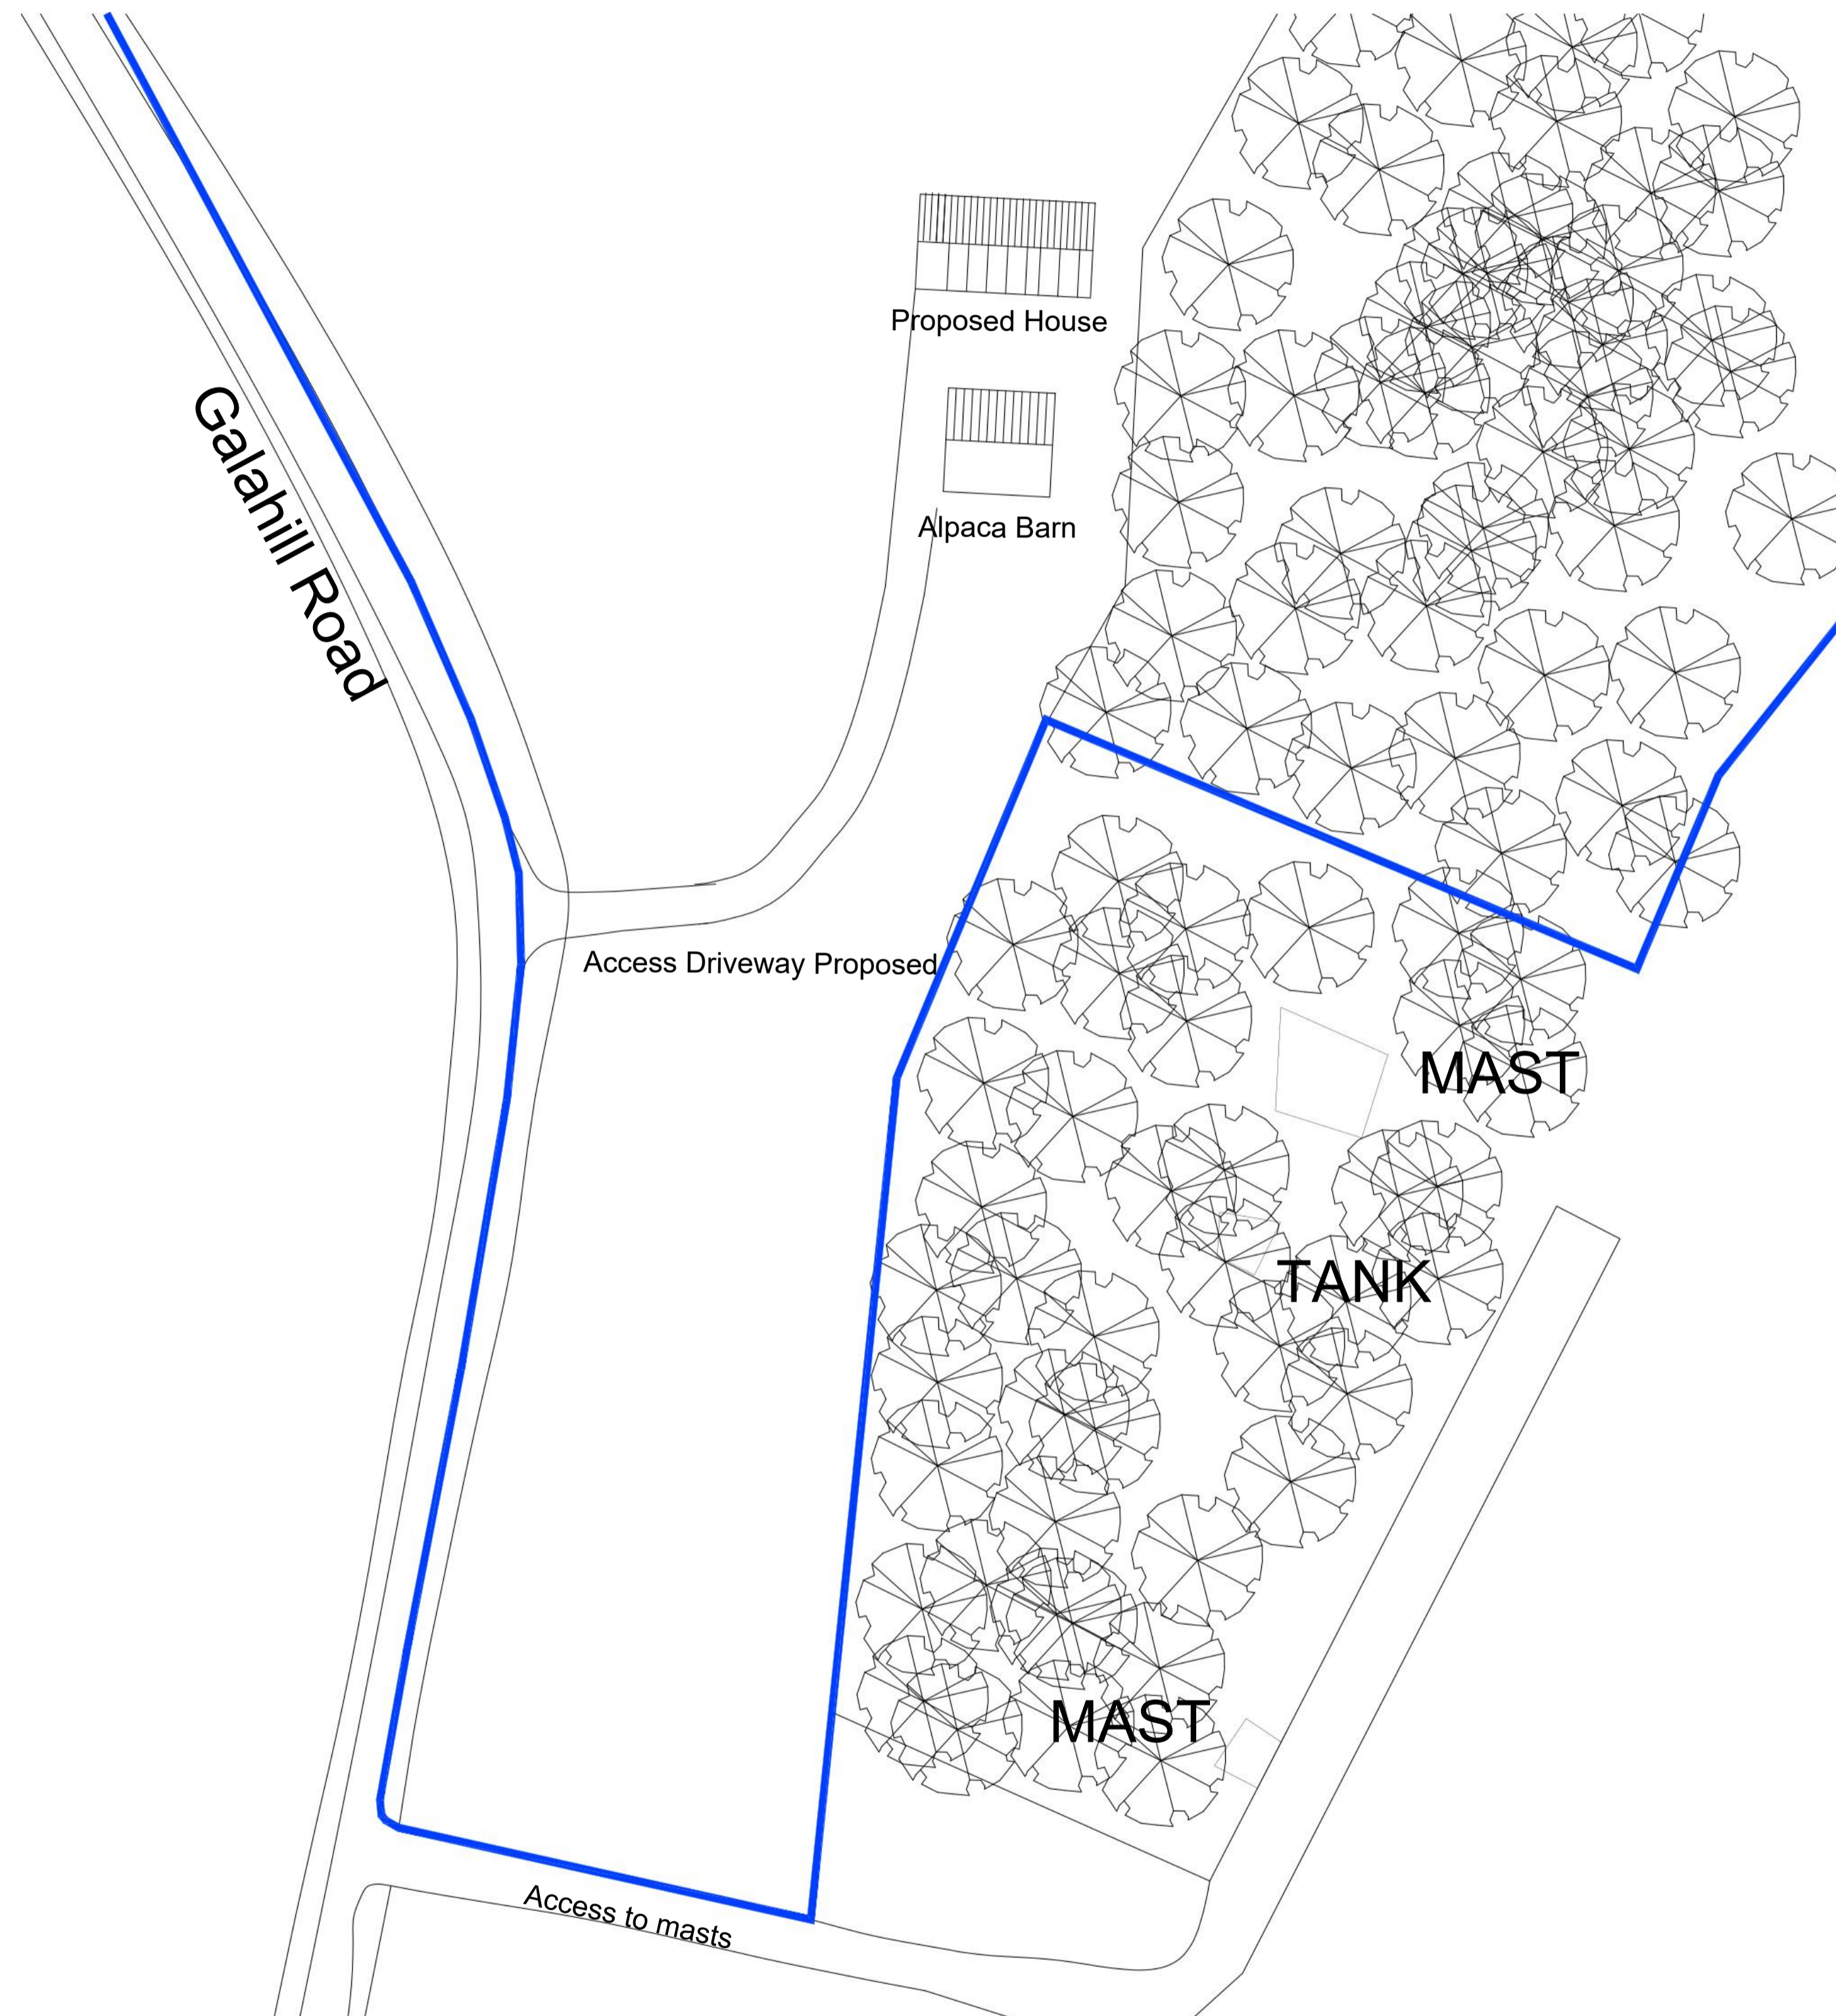 Proposed House
Galahill Road
Alpaca Barn
Access Driveway Proposed
MAST
TANK
MAST
Access to masts